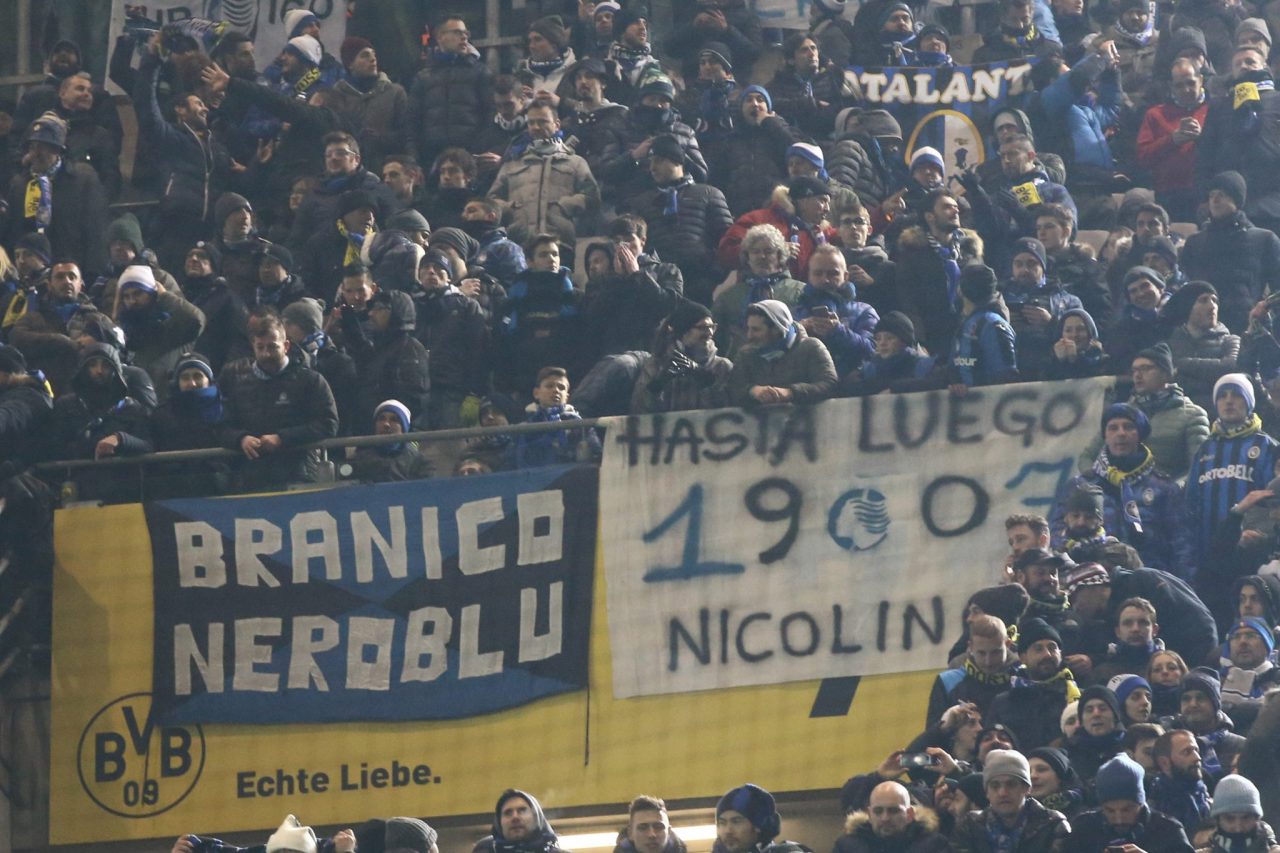 ATALANT
HASTA LUEGO
1907
NICOLIN
BRANICO
NEROBLU
ORTOBELL
BVB
09
Echte Liebe.